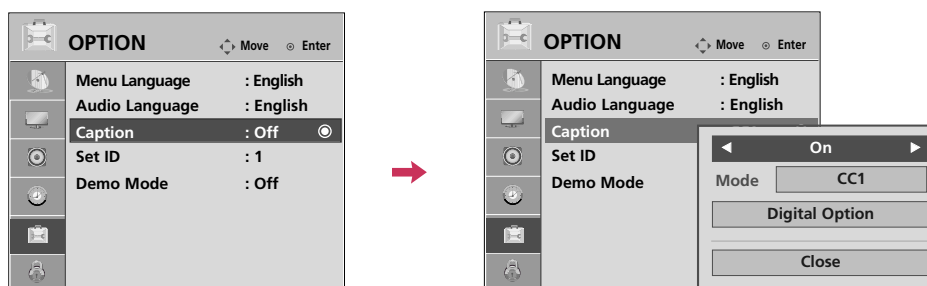 OPTION
Move Enter
Menu Language : English
Audio Language : English
Caption : Off
Set ID : 1
Demo Mode : Off
OPTION
Move Enter
Menu Language : English
Audio Language : English
Caption
Set ID
Demo Mode
On
Mode CC1
Digital Option
Close